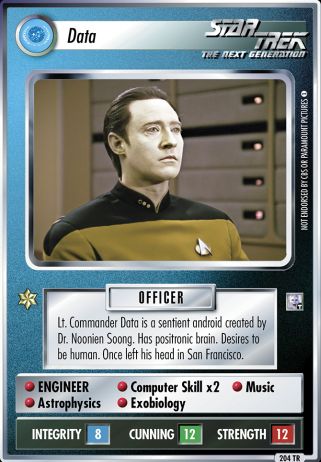 Data
STAR TREK
THE NEXT GENERATION
NOT ENDORSED BY CBS OR PARAMOUNT PICTURES
OFFICER
Lt. Commander Data is a sentient android created by
Dr. Noonien Soong. Has positronic brain. Desires to
be human. Once left his head in San Francisco.
ENGINEER Computer Skill x2 Music
Astrophysics Exobiology
INTEGRITY 8 CUNNING 12 STRENGTH 12
204 TR